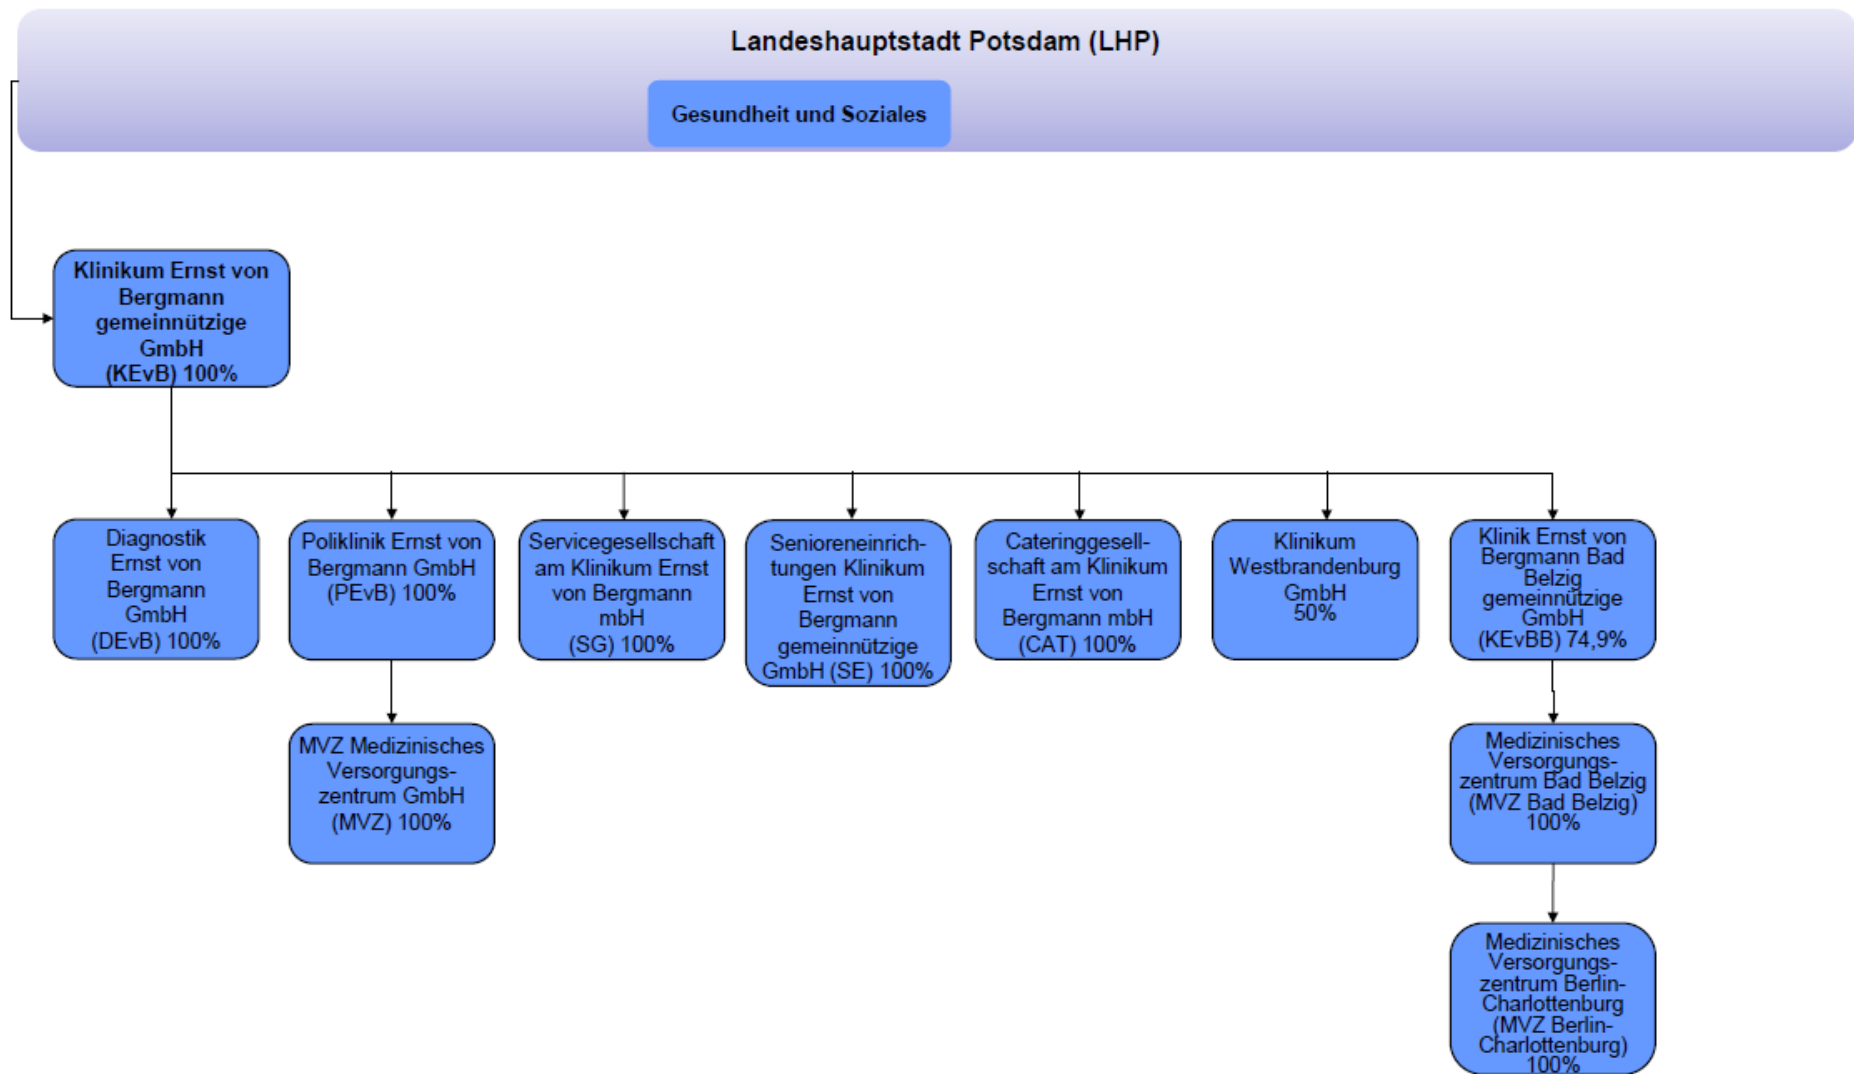 Landeshauptstadt Potsdam (LHP)
Gesundheit und Soziales
Klinikum Ernst von
Bergmann
gemeinnützige
GmbH
(KEvB) 100%
Diagnostik
Ernst von
Bergmann
GmbH
(DEvB) 100%
Poliklinik Ernst von
Bergmann GmbH
(PEvB) 100%
Servicegesellschaft
am Klinikum Ernst
von Bergmann
mbH
(SG) 100%
Senioreneinrich-
tungen Klinikum
Ernst von
Bergmann
gemeinnützige
GmbH (SE) 100%
Cateringgesell-
schaft am Klinikum
Ernst von
Bergmann mbH
(CAT) 100%
Klinikum
Westbrandenburg
GmbH
50%
Klinik Ernst von
Bergmann Bad
Belzig
gemeinnützige
GmbH
(KEvBB) 74,9%
MVZ Medizinisches
Versorgungs-
zentrum GmbH
(MVZ) 100%
Medizinisches
Versorgungs-
zentrum Bad Belzig
(MVZ Bad Belzig)
100%
Medizinisches
Versorgungs-
zentrum Berlin-
Charlottenburg
(MVZ Berlin-
Charlottenburg)
100%